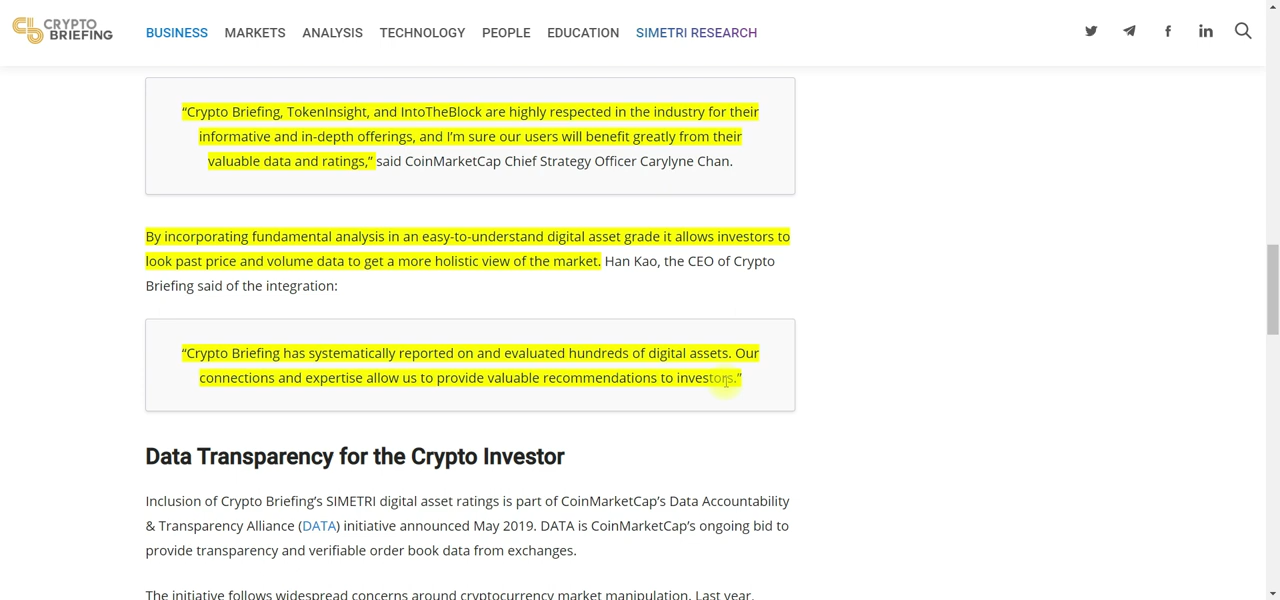 CRYPTO
BRIEFING
BUSINESS MARKETS ANALYSIS TECHNOLOGY PEOPLE EDUCATION SIMETRI RESEARCH
“Crypto Briefing, TokenInsight, and IntoTheBlock are highly respected in the industry for their
informative and in-depth offerings, and I’m sure our users will benefit greatly from their
valuable data and ratings,” said CoinMarketCap Chief Strategy Officer Carylyne Chan.
By incorporating fundamental analysis in an easy-to-understand digital asset grade it allows investors to
look past price and volume data to get a more holistic view of the market. Han Kao, the CEO of Crypto
Briefing said of the integration:
“Crypto Briefing has systematically reported on and evaluated hundreds of digital assets. Our
connections and expertise allow us to provide valuable recommendations to investors.”
Data Transparency for the Crypto Investor
Inclusion of Crypto Briefing’s SIMETRI digital asset ratings is part of CoinMarketCap’s Data Accountability
& Transparency Alliance (DATA) initiative announced May 2019. DATA is CoinMarketCap’s ongoing bid to
provide transparency and verifiable order book data from exchanges.
The initiative follows widespread concerns around cryptocurrency market manipulation. Last year,